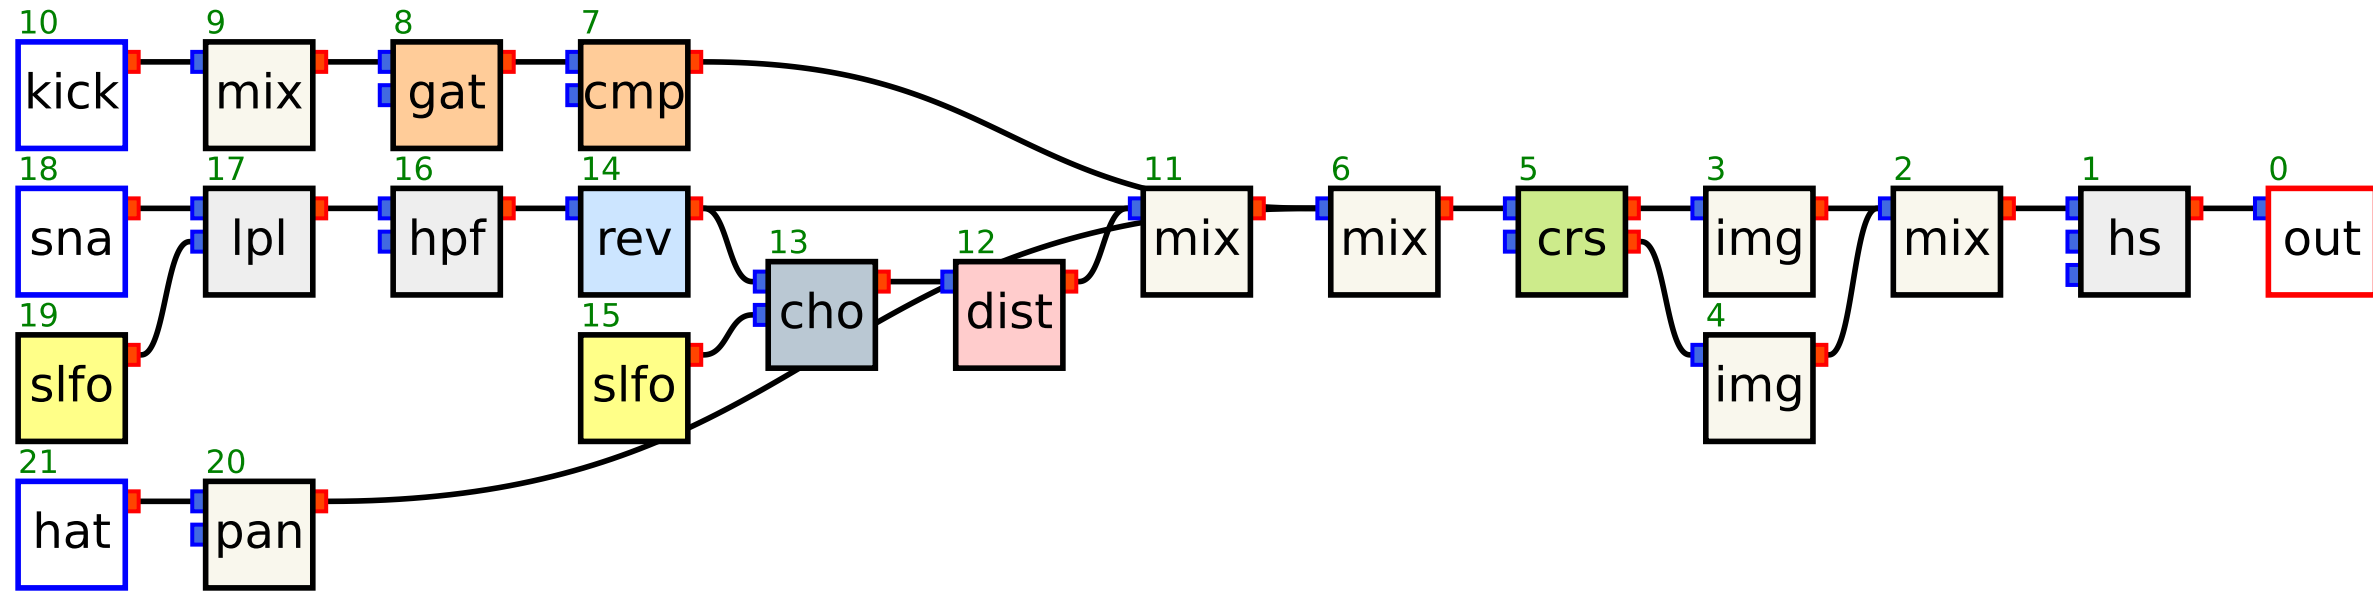 10 9 8 7
kick mix gat cmp
18 17 16 14 11 6 5 3 2 1 0
sna lpl hpf rev mix mix crs img mix hs out
13 12
cho dist
19 15 4
slfo slfo img
21 20
hat pan